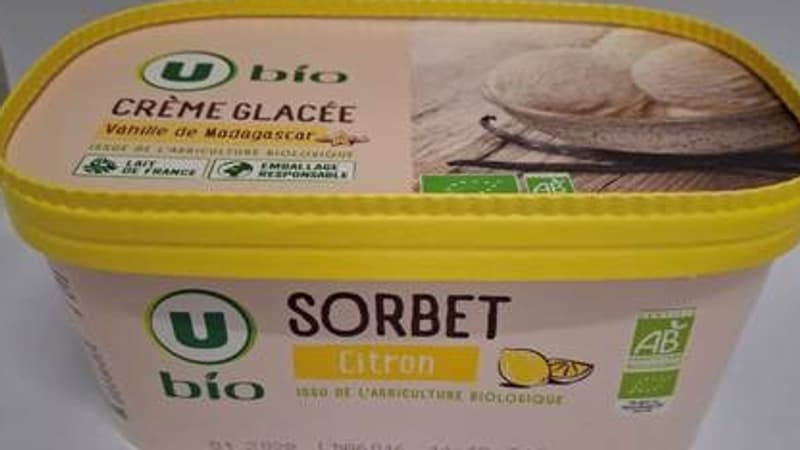 U bio
CRÈME GLACÉE
Vanille de Madagascar
ISSUE DE L'AGRICULTURE BIOLOGIQUE
LAIT
DE FRANCE
EMBALLAGE
RESPONSABLE
AB
U
bio
SORBET
Citron
ISSU DE L'AGRICULTURE BIOLOGIQUE
AB